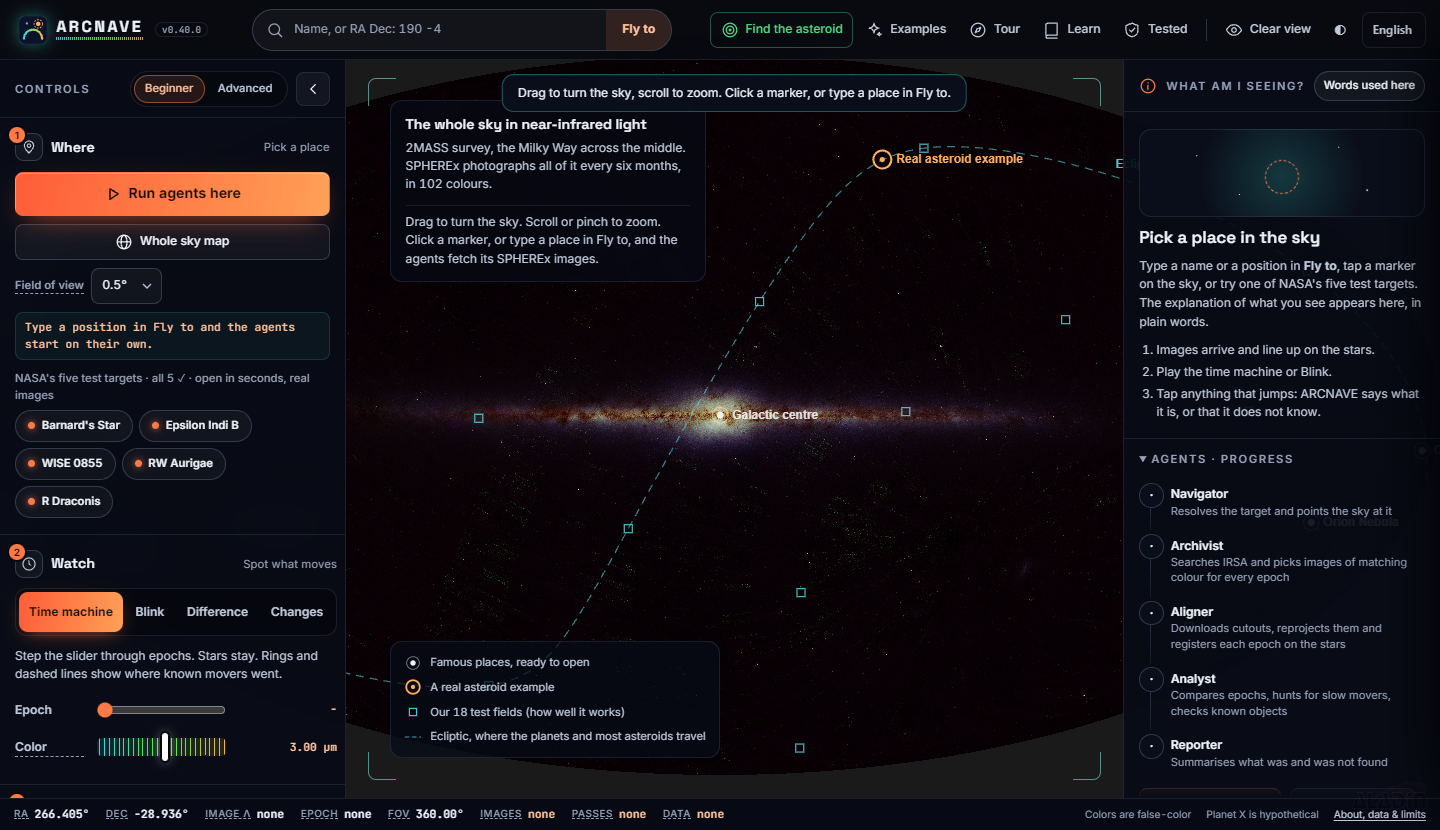 ARCNAVE
v0.40.0
Name, or RA Dec: 190 -4
Fly to
Find the asteroid
Examples
Tour
Learn
Tested
Clear view
English
CONTROLS
Beginner
Advanced
1
Where
Pick a place
Run agents here
Whole sky map
Field of view
0.5°
Type a position in Fly to and the agents
start on their own.
NASA's five test targets · all 5 ✓ · open in seconds, real
images
Barnard's Star
Epsilon Indi B
WISE 0855
RW Aurigae
R Draconis
2
Watch
Spot what moves
Time machine
Blink
Difference
Changes
Step the slider through epochs. Stars stay. Rings and
dashed lines show where known movers went.
Epoch
-
Color
3.00 µm
Drag to turn the sky, scroll to zoom. Click a marker, or type a place in Fly to.
The whole sky in near-infrared light
2MASS survey, the Milky Way across the middle.
SPHEREx photographs all of it every six months,
in 102 colours.
Drag to turn the sky. Scroll or pinch to zoom.
Click a marker, or type a place in Fly to, and the
agents fetch its SPHEREx images.
Real asteroid example
Galactic centre
Famous places, ready to open
A real asteroid example
Our 18 test fields (how well it works)
Ecliptic, where the planets and most asteroids travel
WHAT AM I SEEING?
Words used here
Pick a place in the sky
Type a name or a position in Fly to, tap a marker
on the sky, or try one of NASA's five test targets.
The explanation of what you see appears here, in
plain words.
1. Images arrive and line up on the stars.
2. Play the time machine or Blink.
3. Tap anything that jumps: ARCNAVE says what
it is, or that it does not know.
AGENTS · PROGRESS
Navigator
Resolves the target and points the sky at it
Orion Nebula
Archivist
Searches IRSA and picks images of matching
colour for every epoch
Aligner
Downloads cutouts, reprojects them and
registers each epoch on the stars
Analyst
Compares epochs, hunts for slow movers,
checks known objects
Reporter
Summarises what was and was not found
RA 266.405°
DEC -28.936°
IMAGE Λ none
EPOCH none
FOV 360.00°
IMAGES none
PASSES none
DATA none
Colors are false-color
Planet X is hypothetical
About, data & limits